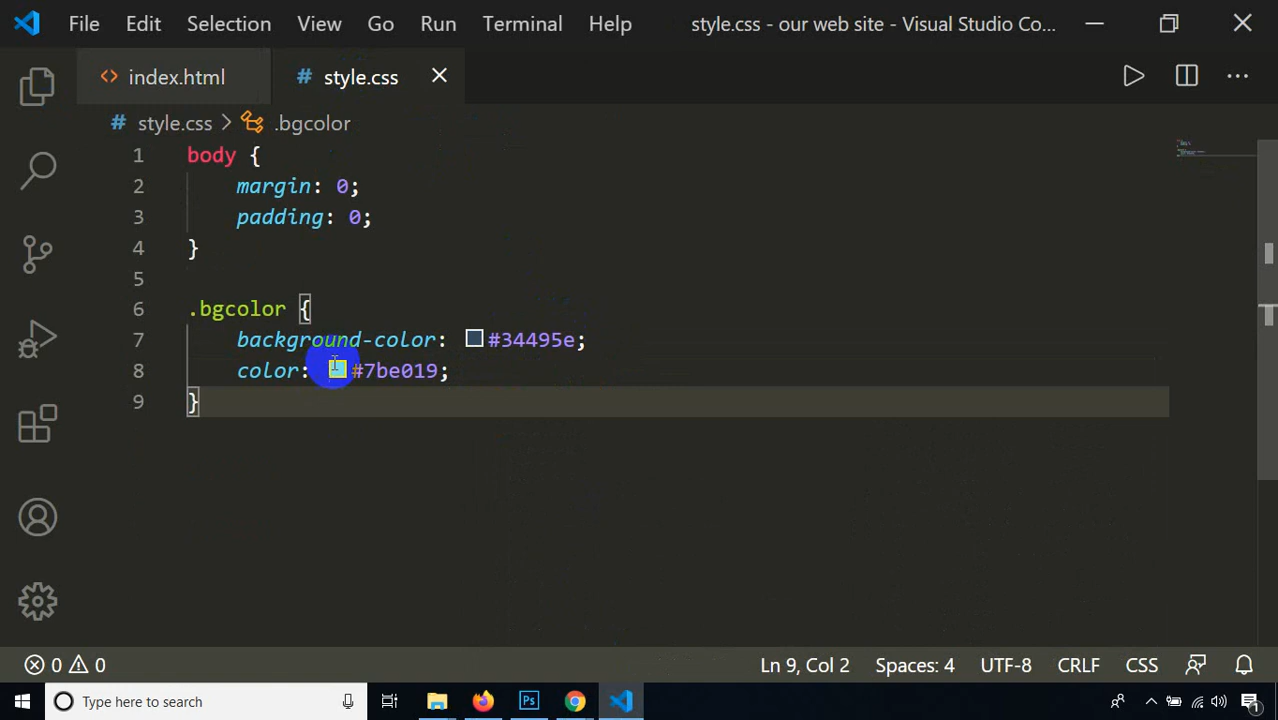 File Edit Selection View Go Run Terminal Help style.css - our web site - Visual Studio Co...
<> index.html # style.css
# style.css > .bgcolor
1 body {
2 margin: 0;
3 padding: 0;
4 }
5
6 .bgcolor {
7 background-color: #34495e;
8 color: #7be019;
9 }
0 0 Ln 9, Col 2 Spaces: 4 UTF-8 CRLF CSS
Type here to search Ps 1